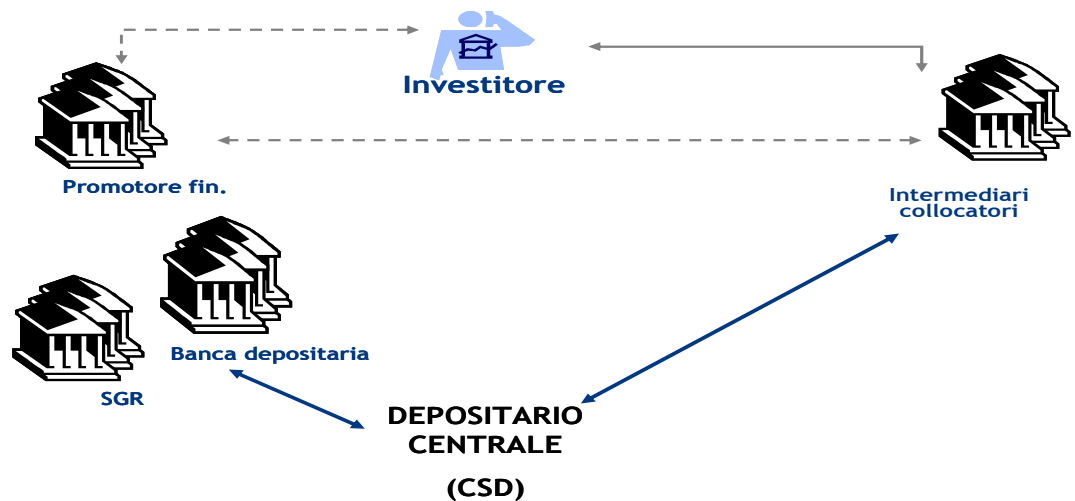 Investitore
Promotore fin.
Intermediari
collocatori
Banca depositaria
SGR
DEPOSITARIO
CENTRALE
(CSD)